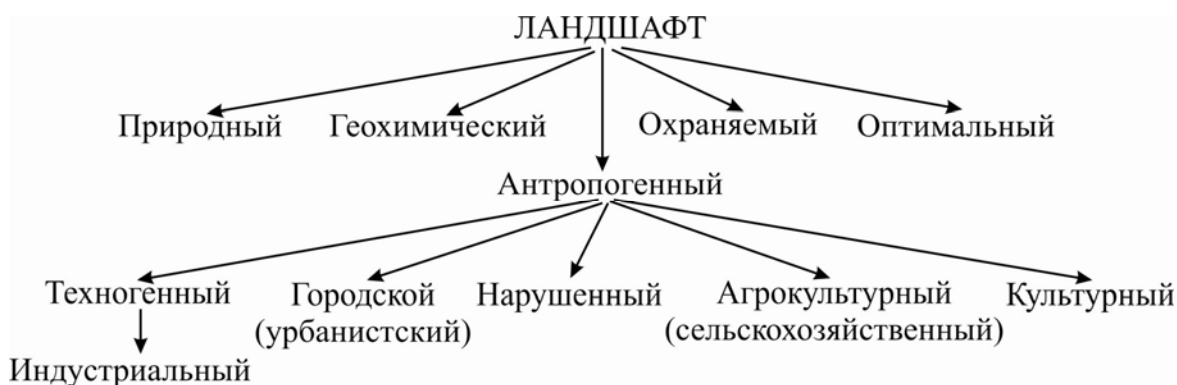 ЛАНДШАФТ
Природный Геохимический Охраняемый Оптимальный
Антропогенный
Техногенный Городской Нарушенный Агрокультурный Культурный
(урбанистский) (сельскохозяйственный)
Индустриальный